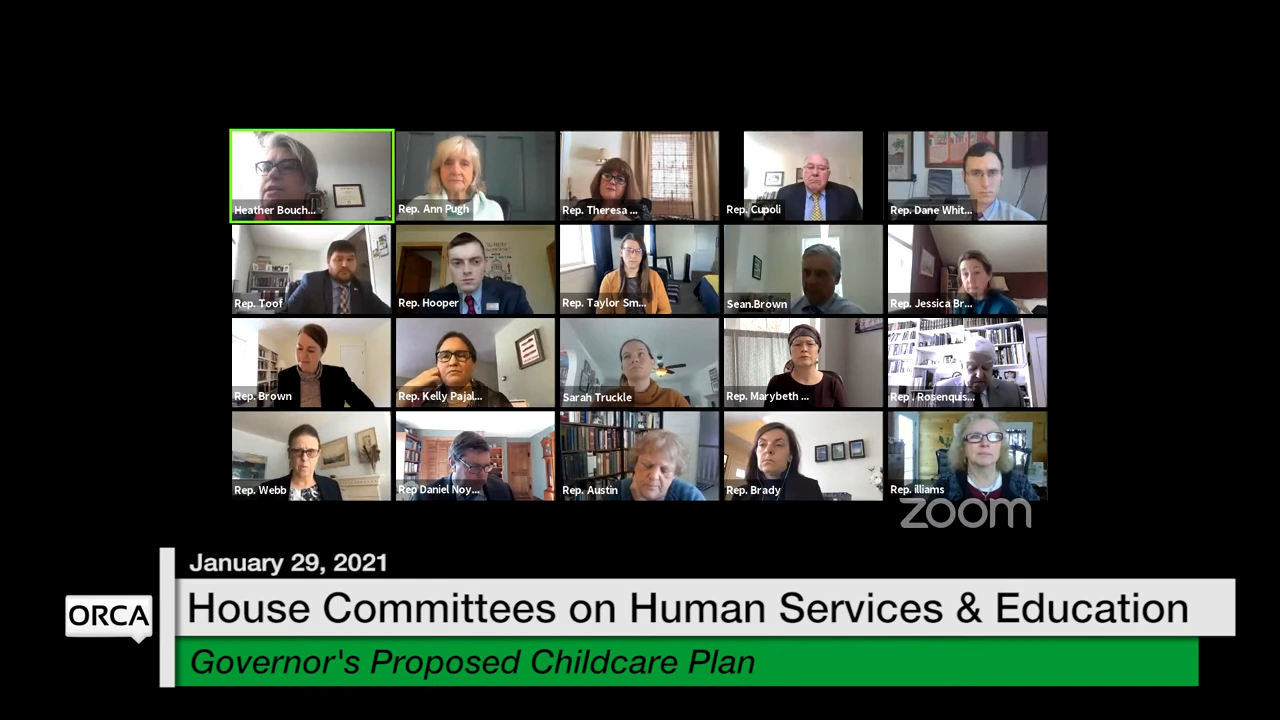 Heather Bouch...
Rep. Ann Pugh
Rep. Theresa ...
Rep. Cupoli
Rep. Dane Whit...
Rep. Toof
Rep. Hooper
Rep. Taylor Sm...
Sean.Brown
Rep. Jessica Br...
Rep. Brown
Rep. Kelly Pajal...
Sarah Truckle
Rep. Marybeth ...
Rep . Rosenquis...
Rep. Webb
Rep Daniel Noy...
Rep. Austin
Rep. Brady
Rep. illiams
zoom
January 29, 2021
ORCA
House Committees on Human Services & Education
Governor's Proposed Childcare Plan